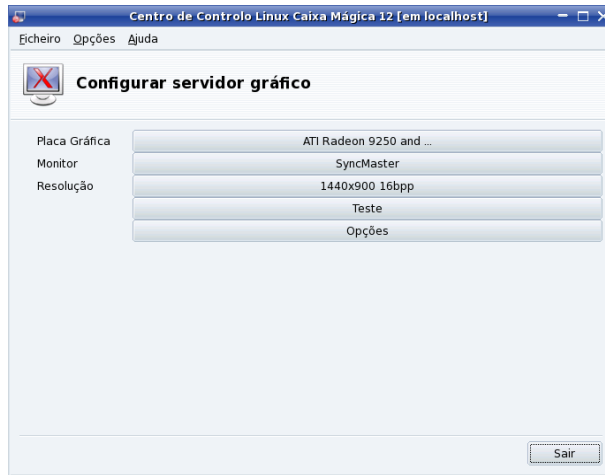 Centro de Controlo Linux Caixa Mágica 12 [em localhost]
Ficheiro Opções Ajuda
Configurar servidor gráfico
Placa Gráfica ATI Radeon 9250 and ...
Monitor SyncMaster
Resolução 1440x900 16bpp
Teste
Opções
Sair